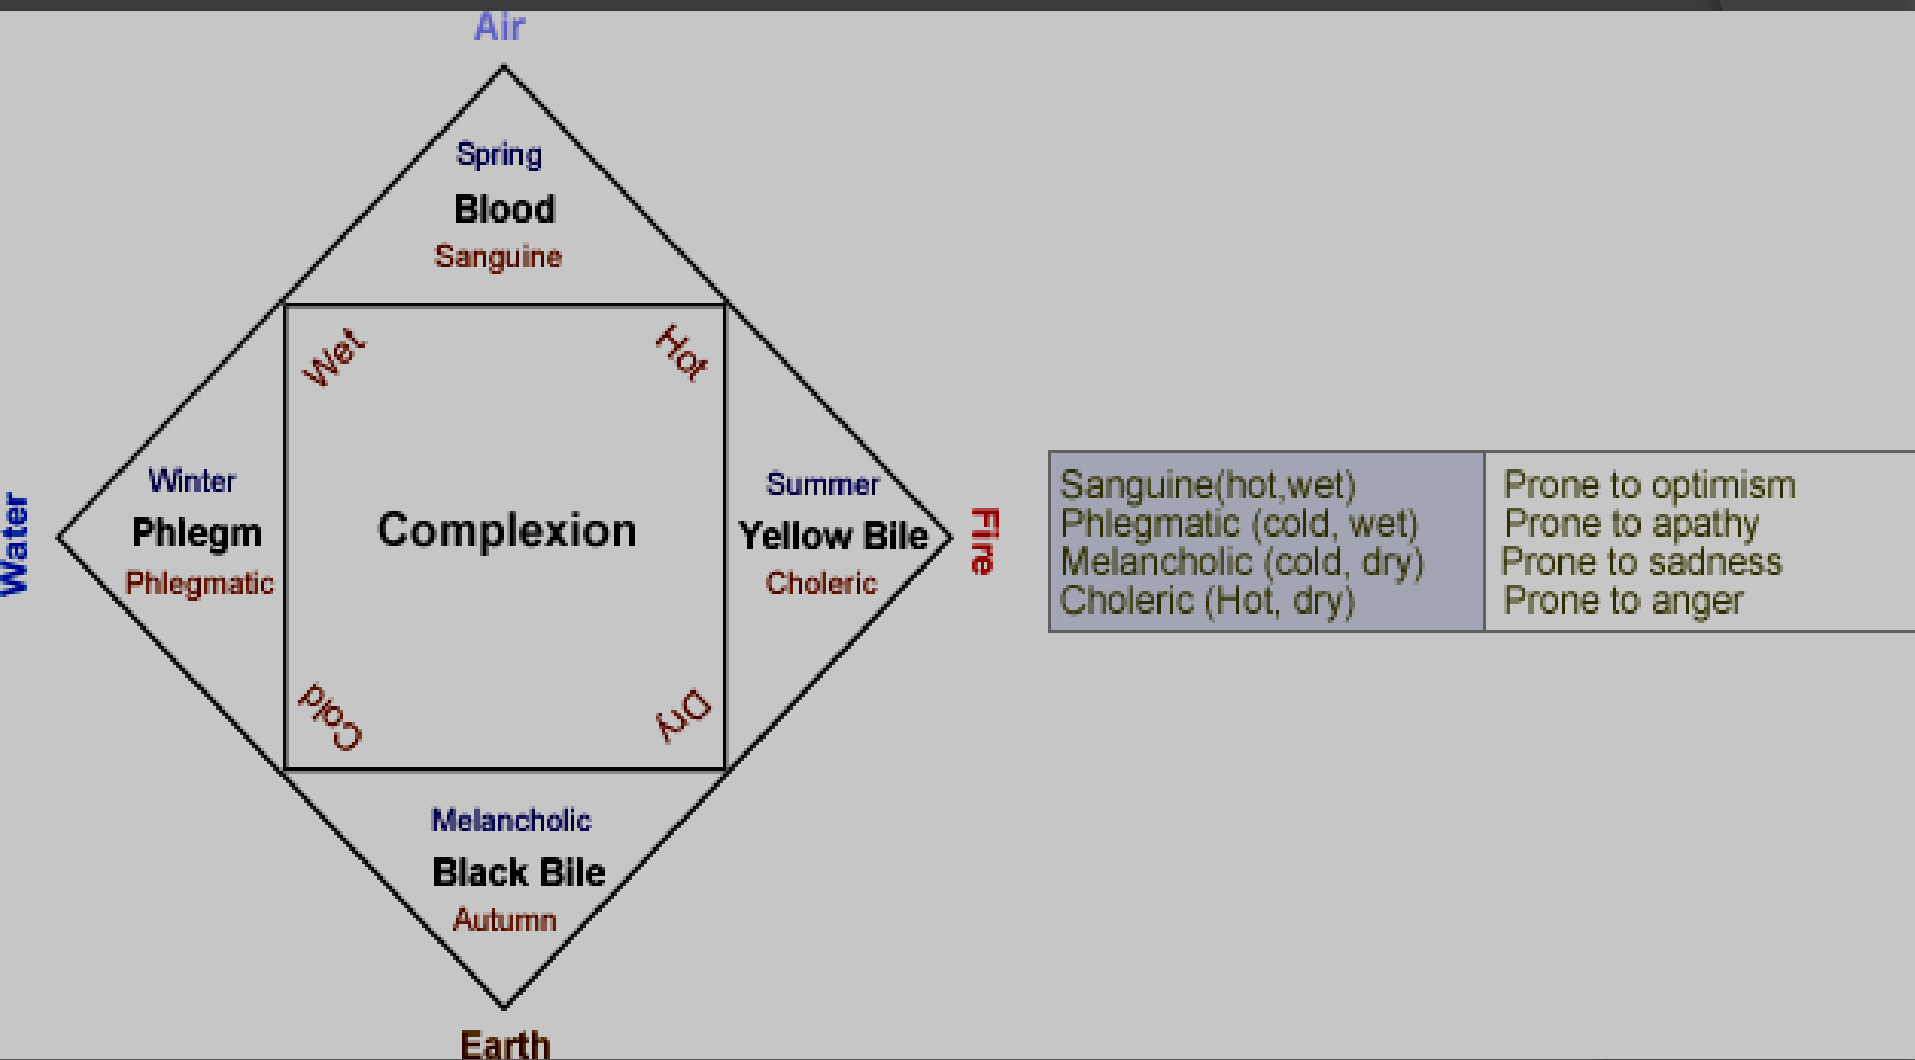 Air
Spring
Blood
Sanguine
Wet
Hot
Water
Winter
Phlegm
Phlegmatic
Complexion
Summer
Yellow Bile
Choleric
Fire
Cold
Dry
Melancholic
Black Bile
Autumn
Earth
Sanguine(hot,wet) Prone to optimism
Phlegmatic (cold, wet) Prone to apathy
Melancholic (cold, dry) Prone to sadness
Choleric (Hot, dry) Prone to anger